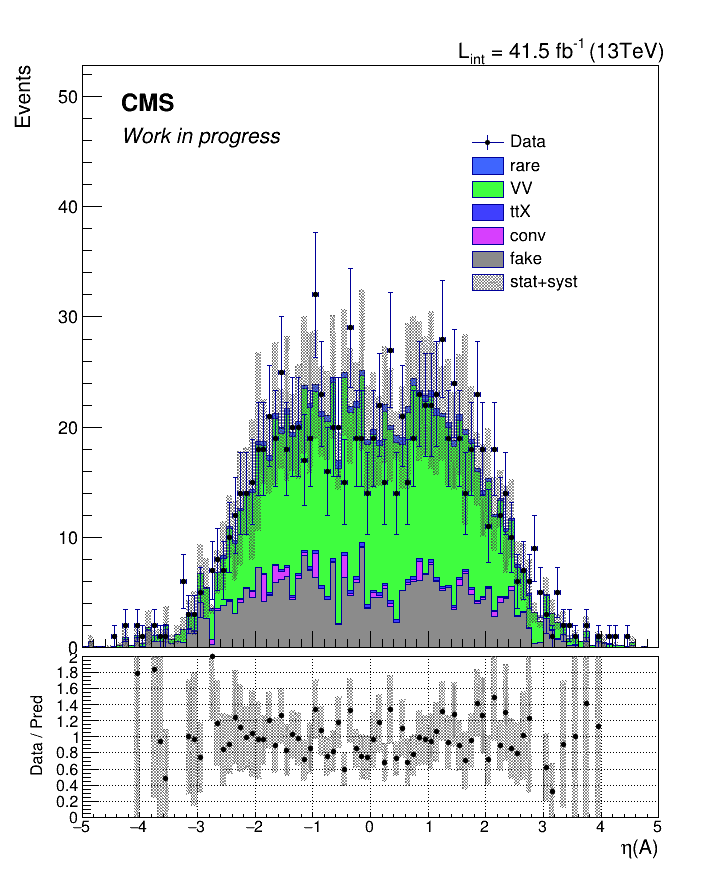 L_int = 41.5 fb^-1 (13TeV)
Events
CMS
Work in progress
Data
rare
VV
ttX
conv
fake
stat+syst
50
40
30
20
10
0
Data / Pred
2
1.8
1.6
1.4
1.2
1
0.8
0.6
0.4
0.2
0
−5 −4 −3 −2 −1 0 1 2 3 4 5
η(A)